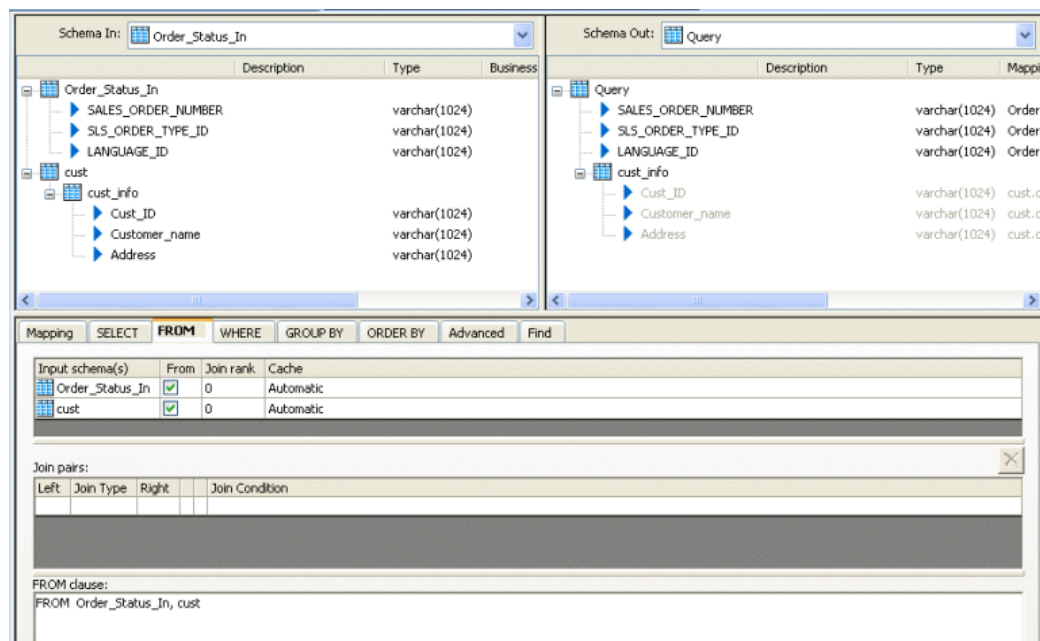 Schema In: Order_Status_In
Description Type Business
Order_Status_In
SALES_ORDER_NUMBER varchar(1024)
SLS_ORDER_TYPE_ID varchar(1024)
LANGUAGE_ID varchar(1024)
cust
cust_info
Cust_ID varchar(1024)
Customer_name varchar(1024)
Address varchar(1024)
Schema Out: Query
Description Type Mappi
Query
SALES_ORDER_NUMBER varchar(1024) Order
SLS_ORDER_TYPE_ID varchar(1024) Order
LANGUAGE_ID varchar(1024) Order
cust_info
Cust_ID varchar(1024) cust.c
Customer_name varchar(1024) cust.c
Address varchar(1024) cust.c
Mapping SELECT FROM WHERE GROUP BY ORDER BY Advanced Find
Input schema(s) From Join rank Cache
Order_Status_In 0 Automatic
cust 0 Automatic
Join pairs:
Left Join Type Right Join Condition
FROM clause:
FROM Order_Status_In, cust